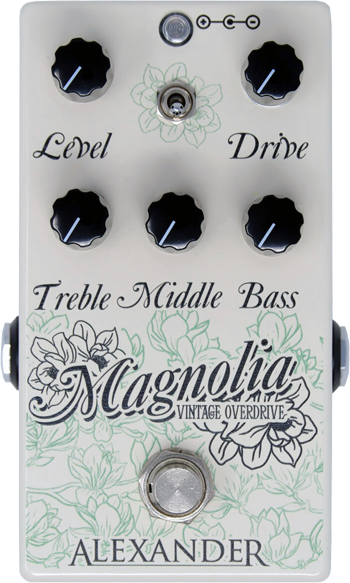 Level Drive
Treble Middle Bass
Magnolia
VINTAGE OVERDRIVE
ALEXANDER